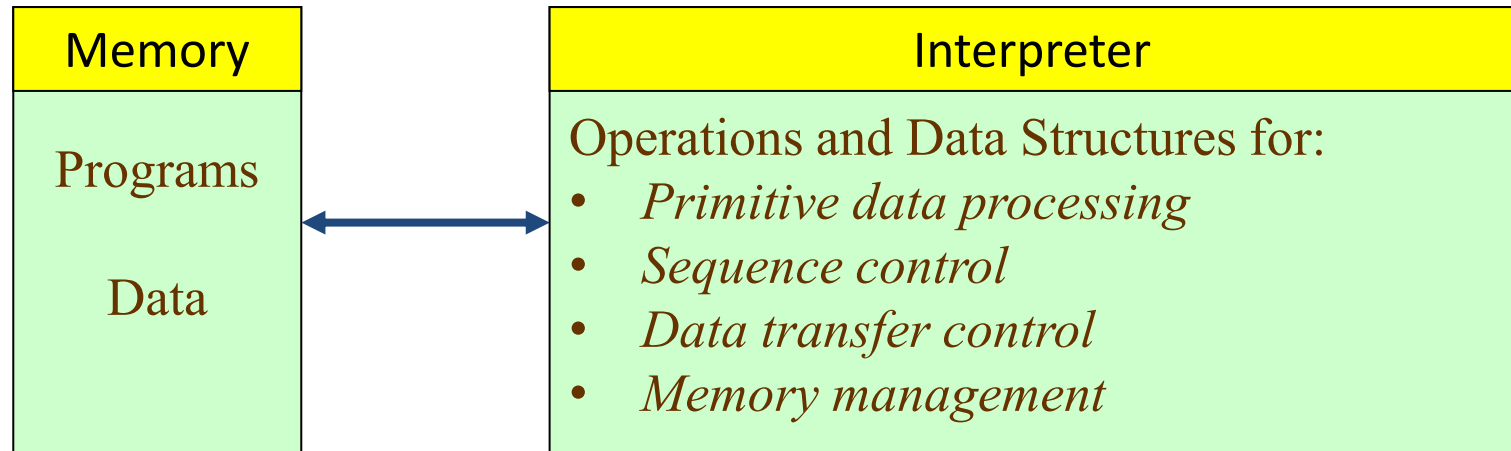 Memory
Programs
Data
Interpreter
Operations and Data Structures for:
• Primitive data processing
• Sequence control
• Data transfer control
• Memory management